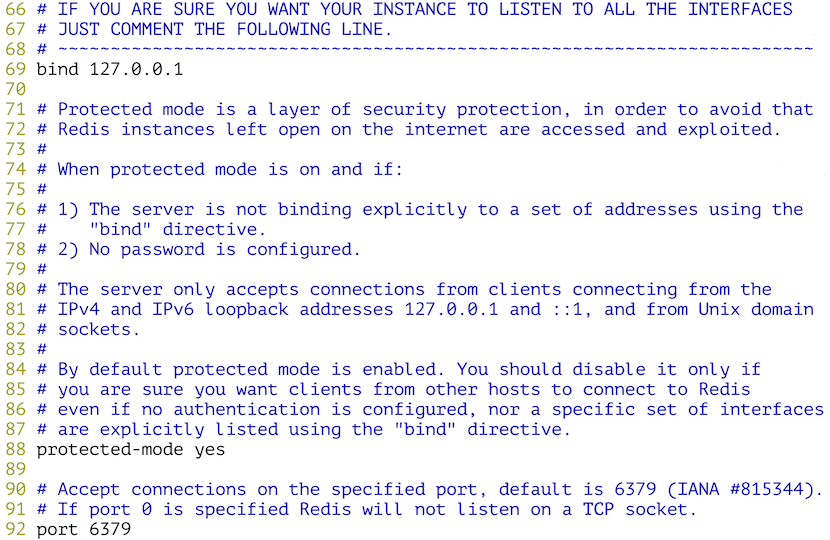 66 # IF YOU ARE SURE YOU WANT YOUR INSTANCE TO LISTEN TO ALL THE INTERFACES
67 # JUST COMMENT THE FOLLOWING LINE.
68 # ~~~~~~~~~~~~~~~~~~~~~~~~~~~~~~~~~~~~~~~~~~~~~~~~~~~~~~~~~~~~~~~~~~~~~~~~
69 bind 127.0.0.1
70
71 # Protected mode is a layer of security protection, in order to avoid that
72 # Redis instances left open on the internet are accessed and exploited.
73 #
74 # When protected mode is on and if:
75 #
76 # 1) The server is not binding explicitly to a set of addresses using the
77 #    "bind" directive.
78 # 2) No password is configured.
79 #
80 # The server only accepts connections from clients connecting from the
81 # IPv4 and IPv6 loopback addresses 127.0.0.1 and ::1, and from Unix domain
82 # sockets.
83 #
84 # By default protected mode is enabled. You should disable it only if
85 # you are sure you want clients from other hosts to connect to Redis
86 # even if no authentication is configured, nor a specific set of interfaces
87 # are explicitly listed using the "bind" directive.
88 protected-mode yes
89
90 # Accept connections on the specified port, default is 6379 (IANA #815344).
91 # If port 0 is specified Redis will not listen on a TCP socket.
92 port 6379